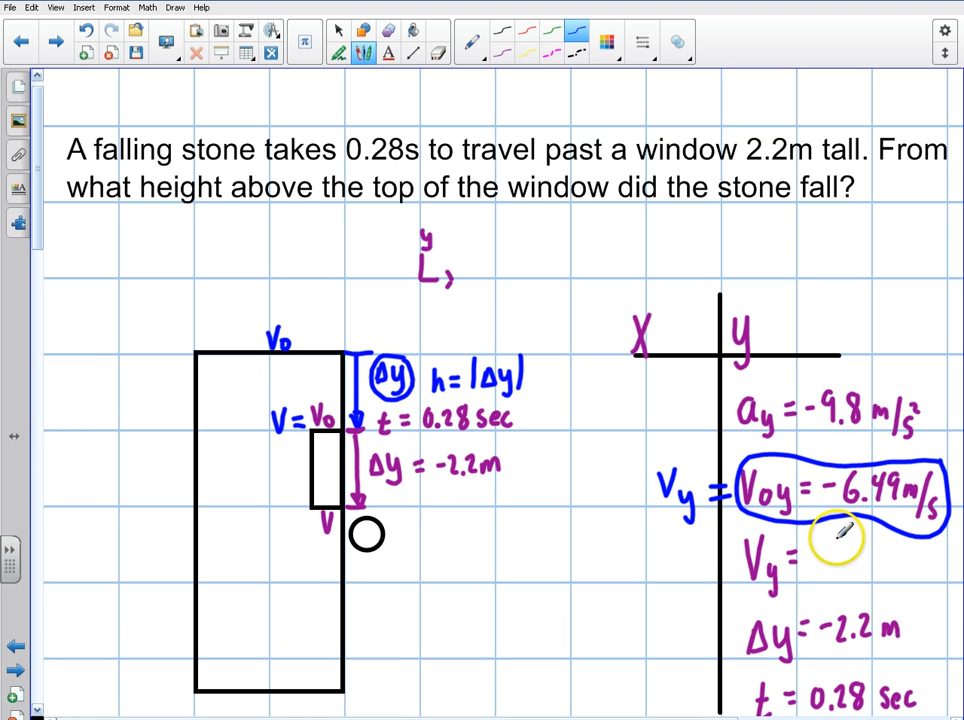 File Edit View Insert Format Math Draw Help
A falling stone takes 0.28s to travel past a window 2.2m tall. From
what height above the top of the window did the stone fall?
y
V₀
Δy h = |Δy|
V = V₀ t = 0.28 sec
Δy = -2.2m
V
X y
ay = -9.8 m/s²
Vy = V₀y = -6.49 m/s
Vy =
Δy = -2.2 m
t = 0.28 sec